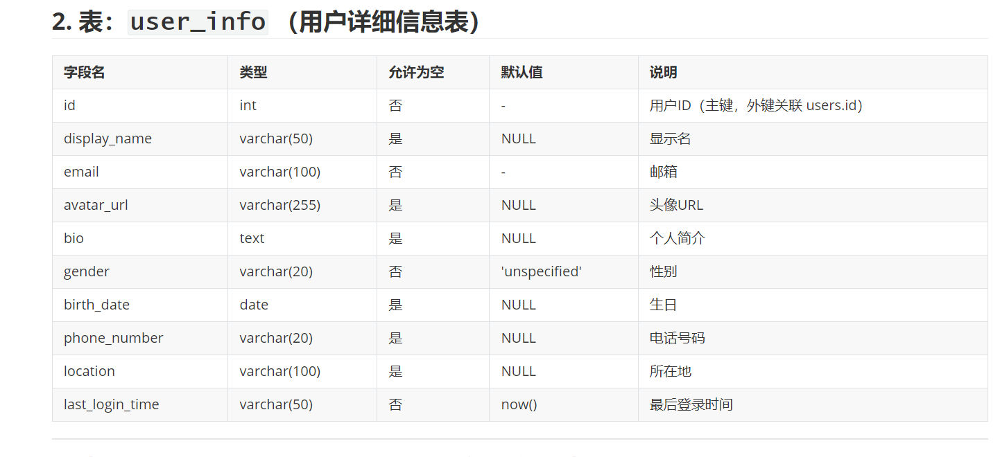 2. 表： user_info （用户详细信息表）
字段名 类型 允许为空 默认值 说明
id int 否 - 用户ID（主键，外键关联 users.id）
display_name varchar(50) 是 NULL 显示名
email varchar(100) 否 - 邮箱
avatar_url varchar(255) 是 NULL 头像URL
bio text 是 NULL 个人简介
gender varchar(20) 否 'unspecified' 性别
birth_date date 是 NULL 生日
phone_number varchar(20) 是 NULL 电话号码
location varchar(100) 是 NULL 所在地
last_login_time varchar(50) 否 now() 最后登录时间